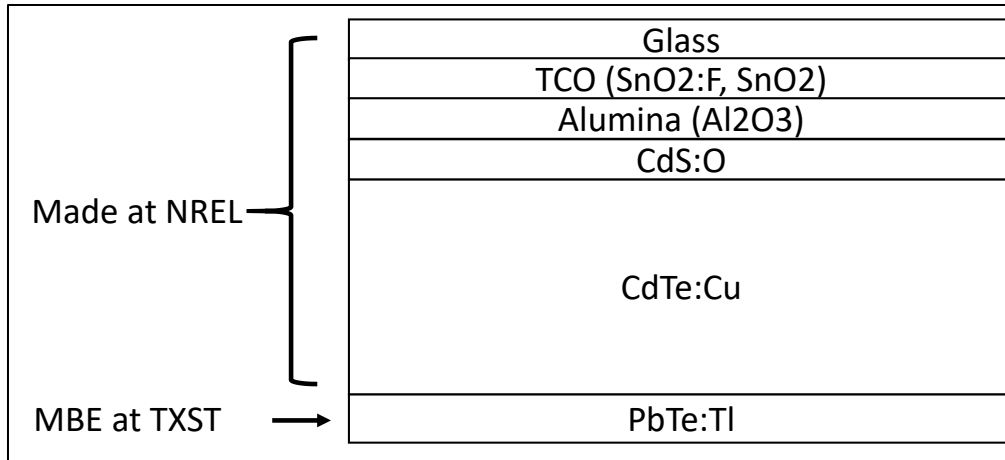 Glass
TCO (SnO2:F, SnO2)
Alumina (Al2O3)
CdS:O
Made at NREL
CdTe:Cu
MBE at TXST
PbTe:Tl